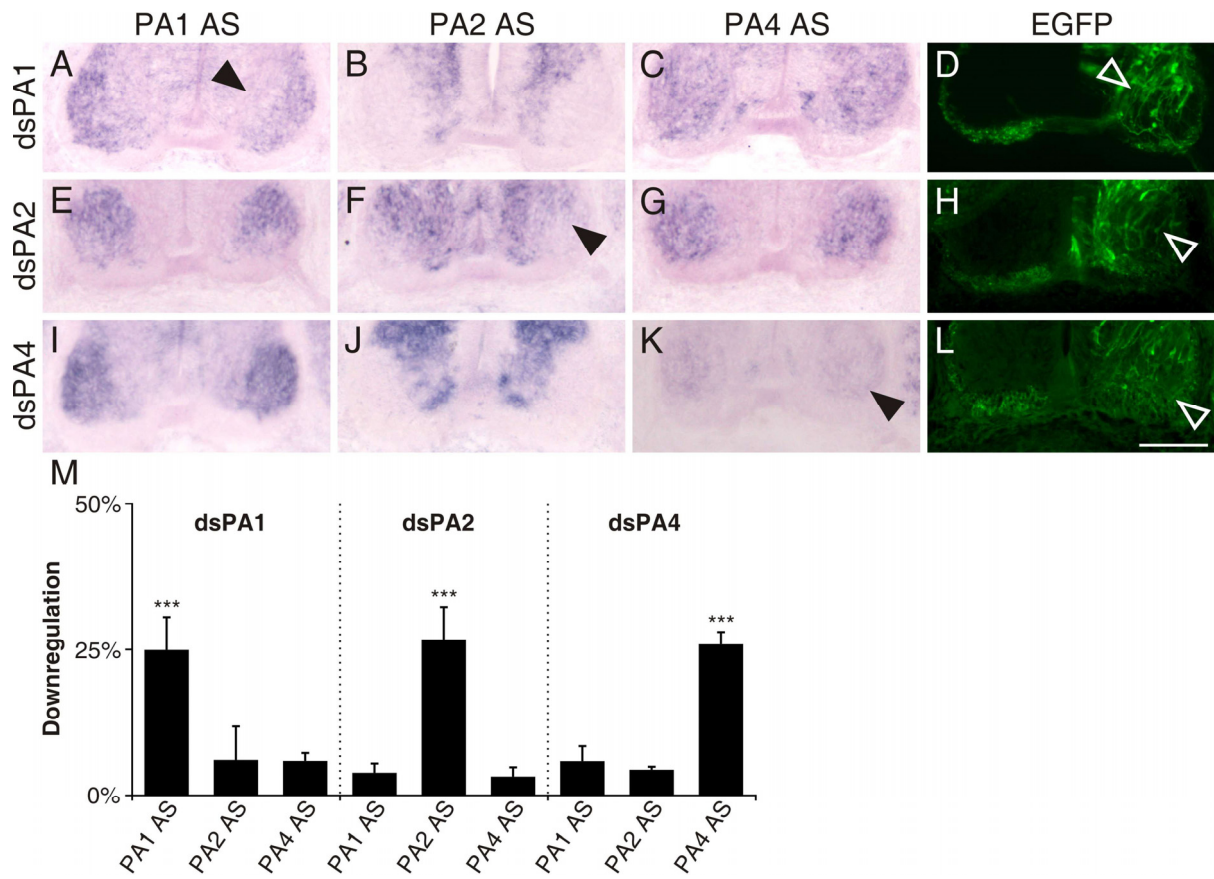 PA1 AS PA2 AS PA4 AS EGFP
dsPA1
A B C D
dsPA2
E F G H
dsPA4
I J K L
M
50%
25%
0%
Downregulation
dsPA1 dsPA2 dsPA4
*** *** ***
PA1 AS PA2 AS PA4 AS PA1 AS PA2 AS PA4 AS PA1 AS PA2 AS PA4 AS